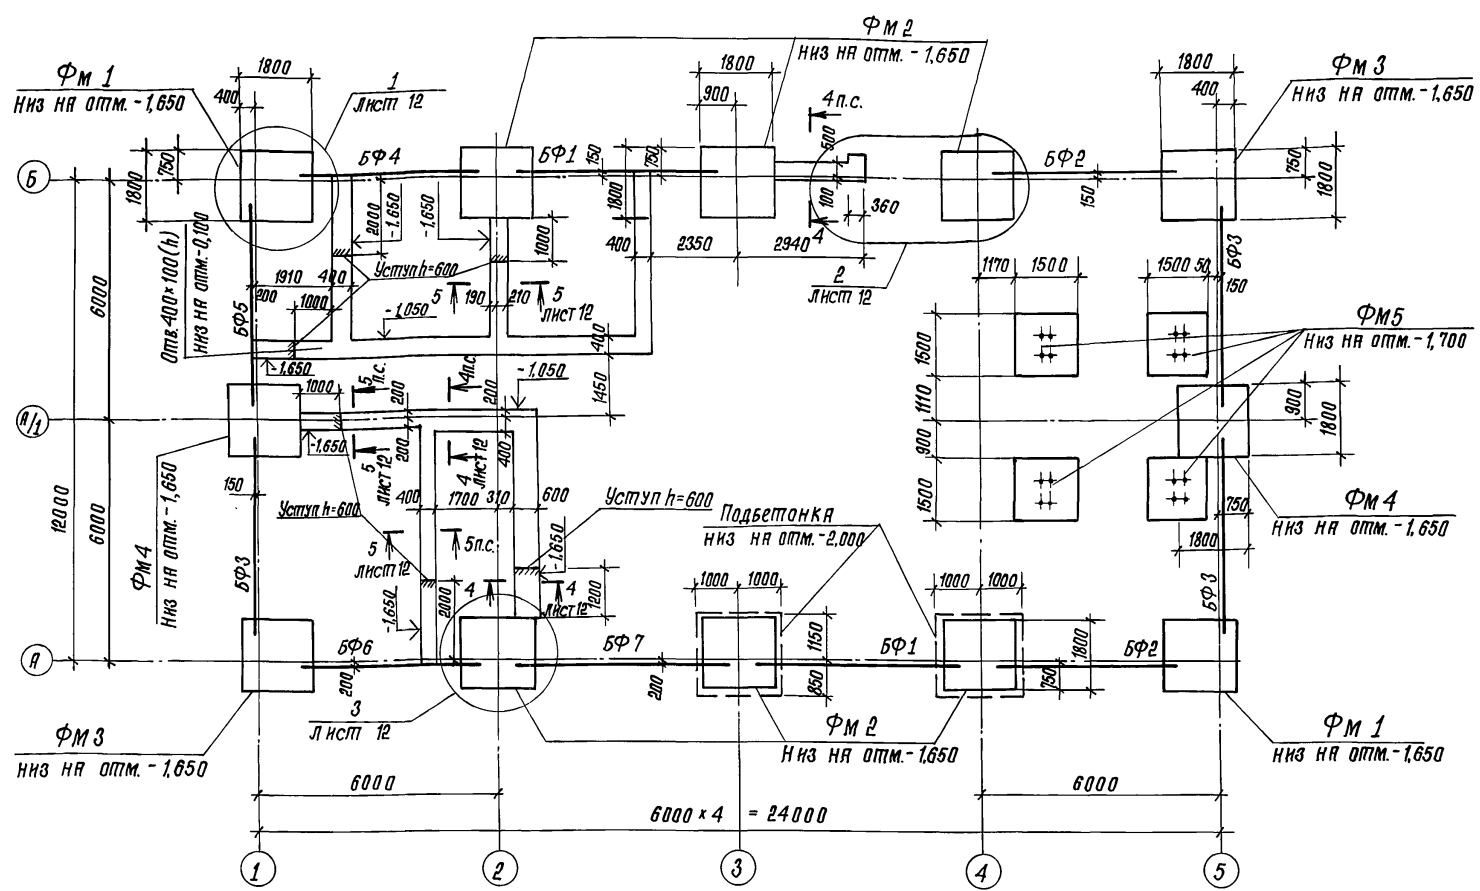 Фм 1
низ на отм. -1,650
1800
400
1
лист 12
Фм 2
низ на отм. -1,650
1800
900
4 п.с.
1800
400
Фм 3
низ на отм. -1,650
Б
750
1800
БФ4
БФ1
150
750
1800
500
100
360
4
БФ2
150
750
1800
2000
-1,650
-1,650
1000
400
2350
2940
2
лист 12
1170
1500
1500
50
150
БФ3
Отв. 400×100(h)
низ на отм. -0,100
1910
400
200
1000
Уступ h=600
5
190
210
5
лист 12
-1,050
-1,650
400
1450
6000
БФ5
1500
1110
900
1500
Фм5
низ на отм. -1,700
А/1
1000
5
п.с.
200
4 п.с.
200
-1,050
-1,650
200
5
лист 12
4
лист 12
400
900
1800
Фм4
низ на отм. -1,650
150
400
1700
310
600
Уступ h=600
Уступ h=600
Подбетонка
низ на отм. -2,000
750
1800
Фм 4
низ на отм. -1,650
12000
6000
БФ3
5
лист 12
5 п.с.
-1,650
2000
4
-1,650
4
лист 12
1200
1000
1000
1000
1000
БФ3
А
БФ6
200
БФ7
200
1150
850
БФ1
1800
750
БФ2
3
лист 12
Фм 3
низ на отм. -1,650
Фм 2
низ на отм. -1,650
Фм 1
низ на отм. -1,650
6000
6000
6000 × 4 = 24000
1
2
3
4
5